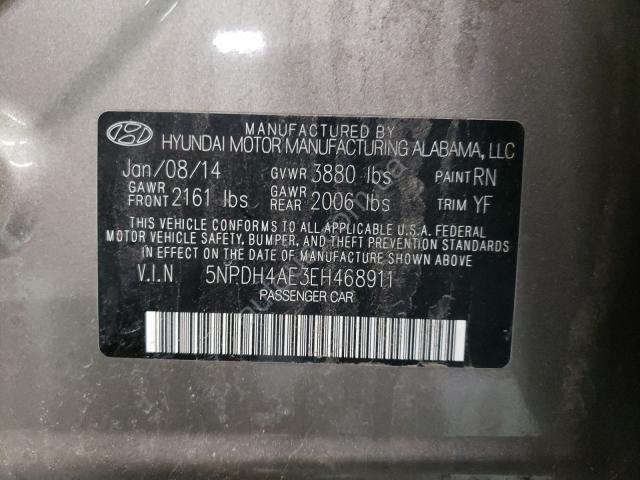 MANUFACTURED BY
HYUNDAI MOTOR MANUFACTURING ALABAMA, LLC
Jan/08/14 GVWR 3880 lbs PAINT RN
GAWR FRONT 2161 lbs GAWR REAR 2006 lbs TRIM YF
THIS VEHICLE CONFORMS TO ALL APPLICABLE U.S.A. FEDERAL
MOTOR VEHICLE SAFETY, BUMPER, AND THEFT PREVENTION STANDARDS
IN EFFECT ON THE DATE OF MANUFACTURE SHOWN ABOVE
V.I.N 5NPDH4AE3EH468911
PASSENGER CAR